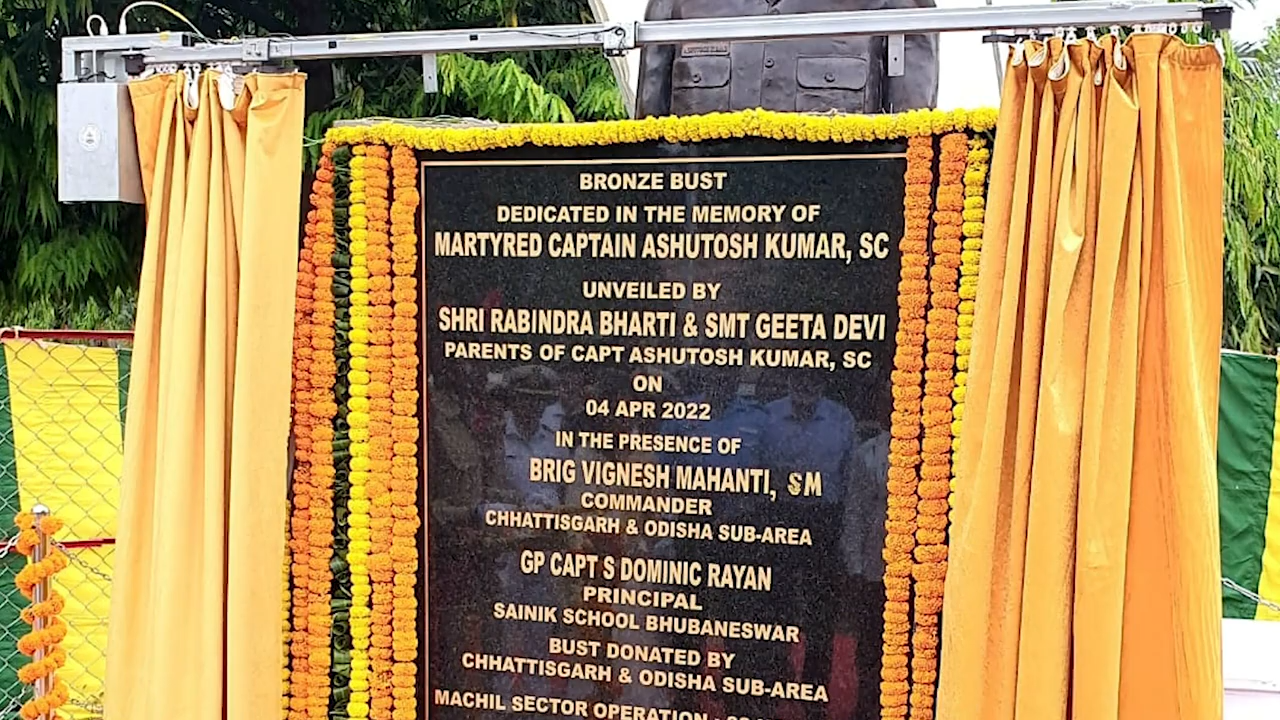 BRONZE BUST
DEDICATED IN THE MEMORY OF
MARTYRED CAPTAIN ASHUTOSH KUMAR, SC
UNVEILED BY
SHRI RABINDRA BHARTI & SMT GEETA DEVI
PARENTS OF CAPT ASHUTOSH KUMAR, SC
ON
04 APR 2022
IN THE PRESENCE OF
BRIG VIGNESH MAHANTI, SM
COMMANDER
CHHATTISGARH & ODISHA SUB-AREA
GP CAPT S DOMINIC RAYAN
PRINCIPAL
SAINIK SCHOOL BHUBANESWAR
BUST DONATED BY
CHHATTISGARH & ODISHA SUB-AREA
MACHIL SECTOR OPERATION :